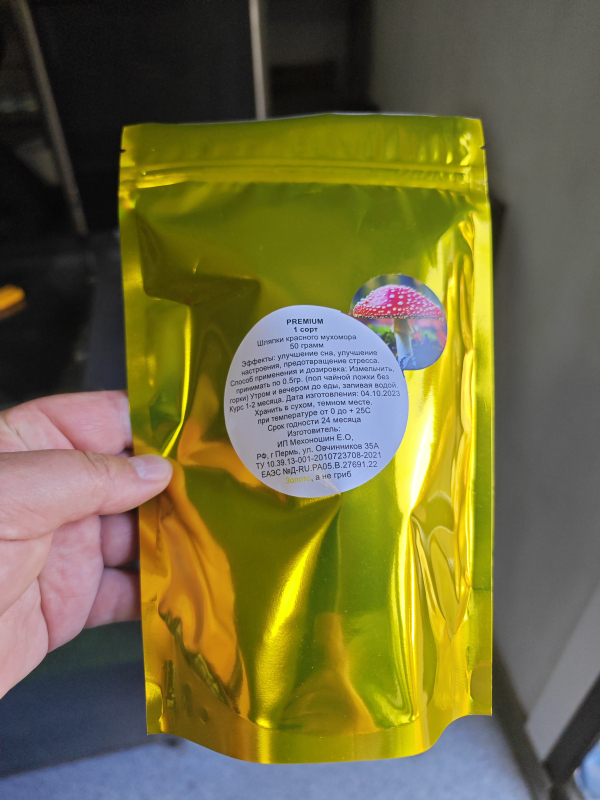 PREMIUM
1 сорт
Шляпки красного мухомора
50 грамм
Эффекты: улучшение сна, улучшение
настроения, предотвращение стресса.
Способ применения и дозировка: Измельчить,
принимать по 0.5гр. (пол чайной ложки без
горки) Утром и вечером до еды, запивая водой.
Курс 1-2 месяца. Дата изготовления: 04.10.2023
Хранить в сухом, темном месте.
при температуре от 0 до + 25С
Срок годности 24 месяца
Изготовитель:
ИП Мехоношин Е.О,
РФ, г Пермь, ул. Овчинников 35А
ТУ 10.39.13-001-2010723708-2021
ЕАЭС №Д-RU.РА05.В.27691.22
Золото, а не гриб